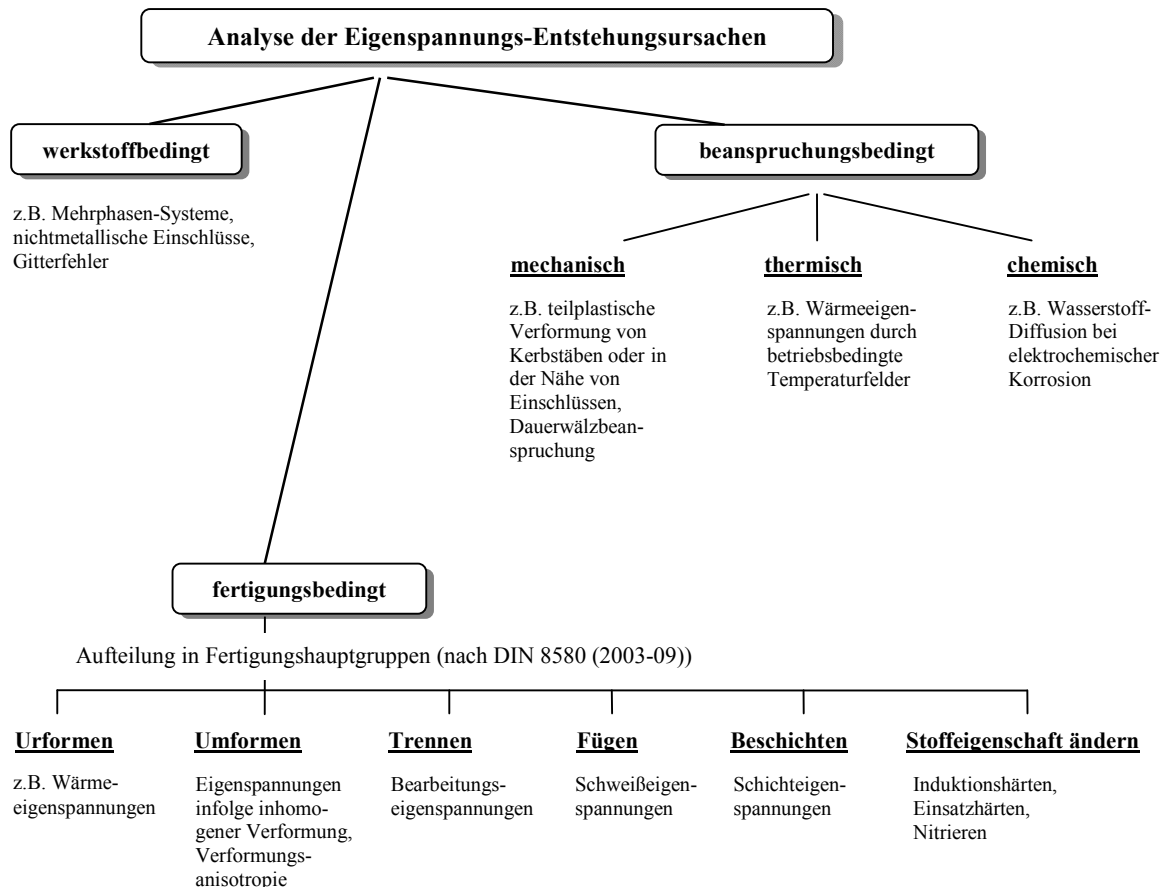 Analyse der Eigenspannungs-Entstehungsursachen
werkstoffbedingt
z.B. Mehrphasen-Systeme,
nichtmetallische Einschlüsse,
Gitterfehler
beanspruchungsbedingt
mechanisch
z.B. teilplastische
Verformung von
Kerbstäben oder in
der Nähe von
Einschlüssen,
Dauerwälzbean-
spruchung
thermisch
z.B. Wärmeeigen-
spannungen durch
betriebsbedingte
Temperaturfelder
chemisch
z.B. Wasserstoff-
Diffusion bei
elektrochemischer
Korrosion
fertigungsbedingt
Aufteilung in Fertigungshauptgruppen (nach DIN 8580 (2003-09))
Urformen
z.B. Wärme-
eigenspannungen
Umformen
Eigenspannungen
infolge inhomo-
gener Verformung,
Verformungs-
anisotropie
Trennen
Bearbeitungs-
eigenspannungen
Fügen
Schweißeigen-
spannungen
Beschichten
Schichteigen-
spannungen
Stoffeigenschaft ändern
Induktionshärten,
Einsatzhärten,
Nitrieren